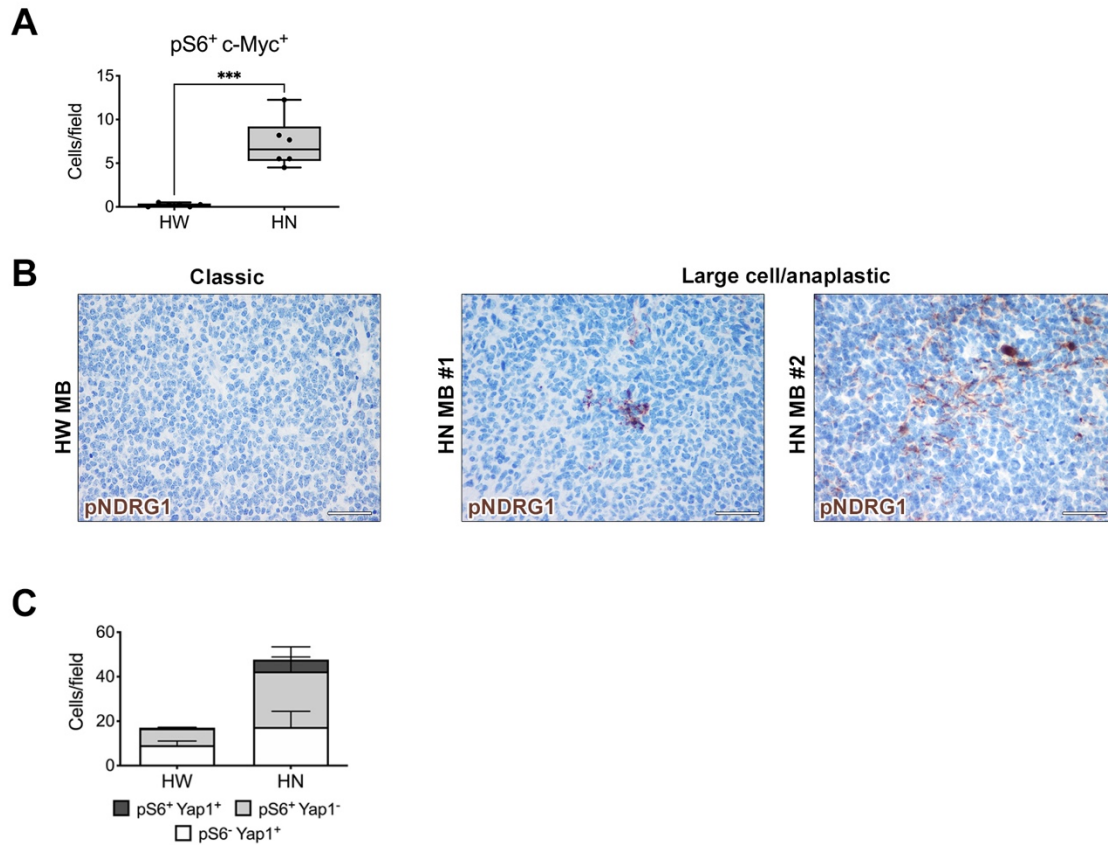 A
pS6⁺ c-Myc⁺
***
15
10
5
0
Cells/field
HW
HN
B
Classic
Large cell/anaplastic
HW MB
pNDRG1
HN MB #1
pNDRG1
HN MB #2
pNDRG1
C
60
40
20
0
Cells/field
HW
HN
pS6⁺ Yap1⁺
pS6⁺ Yap1⁻
pS6⁻ Yap1⁺